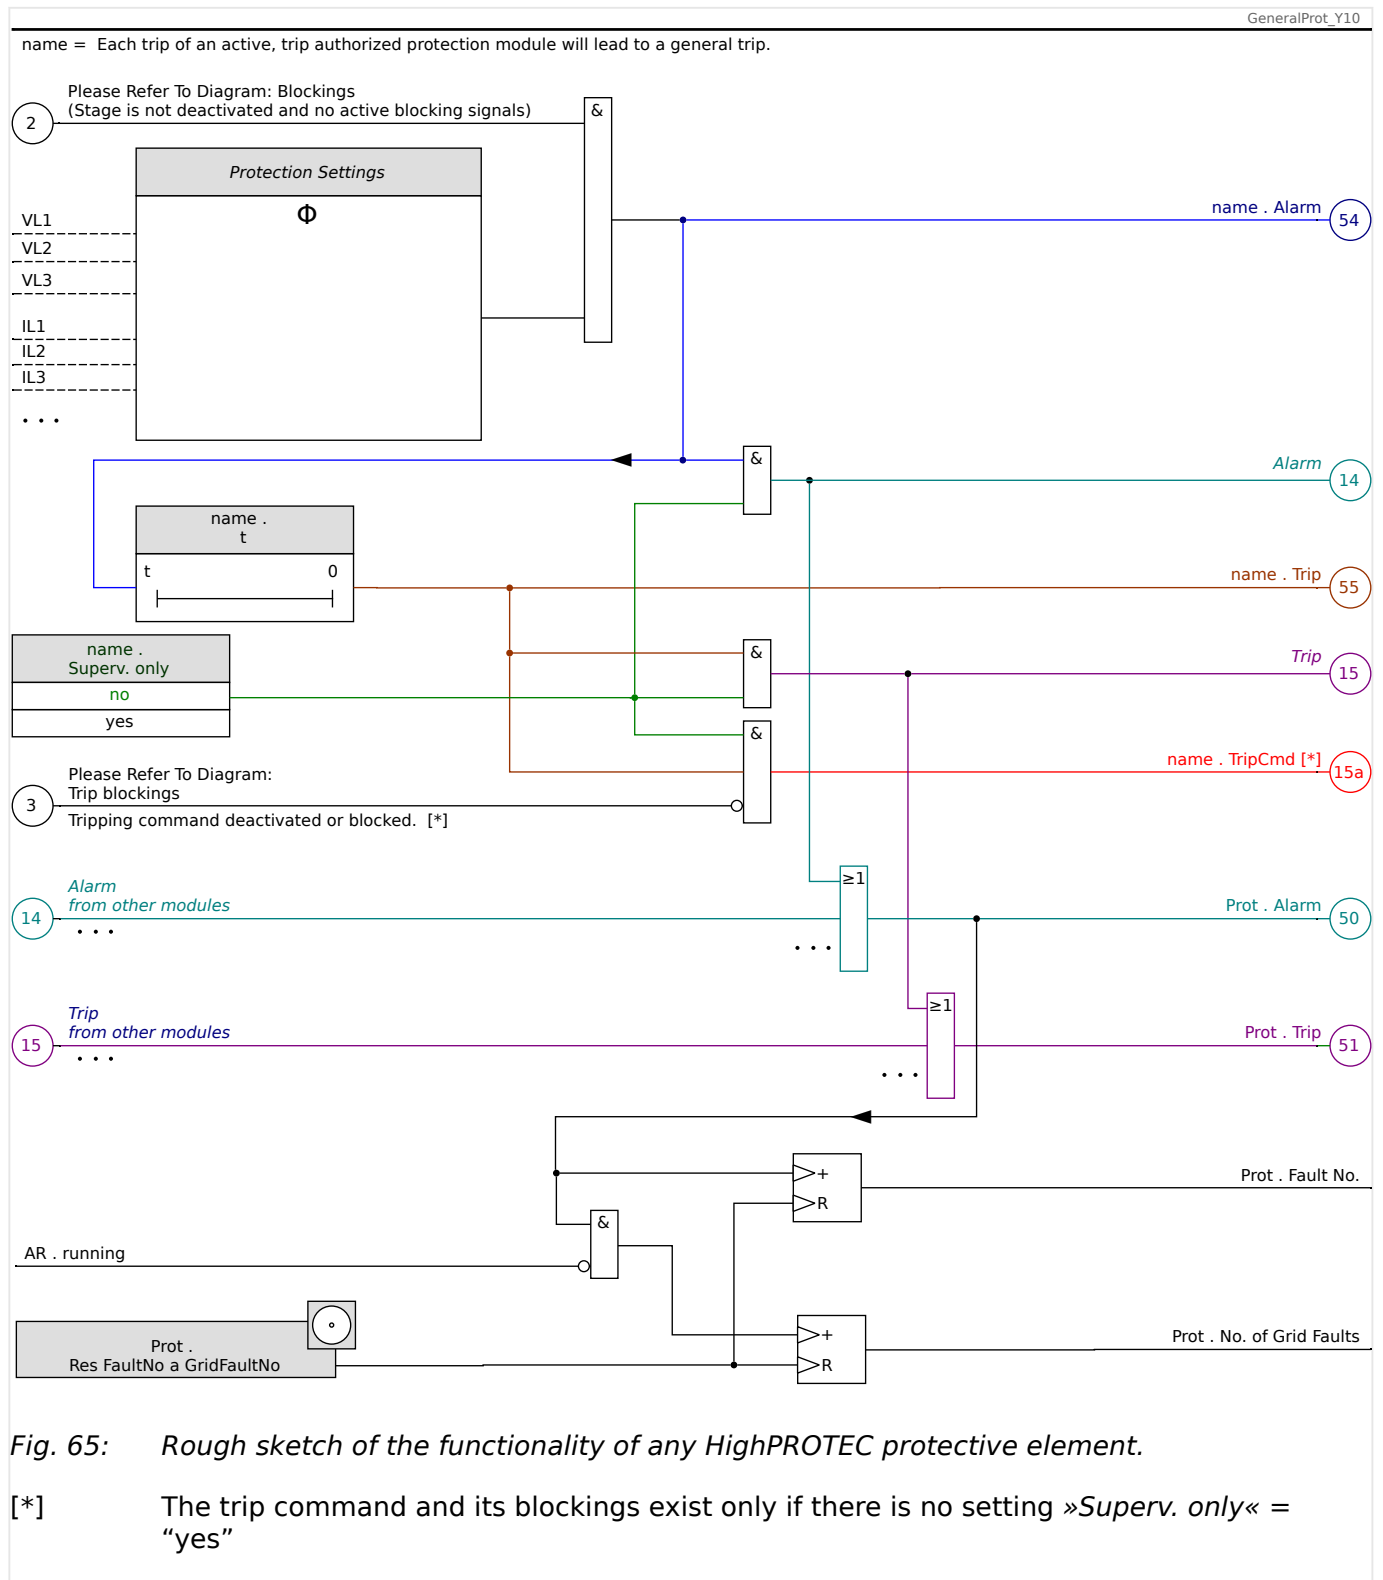 GeneralProt_Y10
name =  Each trip of an active, trip authorized protection module will lead to a general trip.
Please Refer To Diagram: Blockings
(Stage is not deactivated and no active blocking signals)
2
&
Protection Settings
Φ
VL1
VL2
VL3
IL1
IL2
IL3
. . .
name . Alarm
54
&
Alarm
14
name .
t
t
0
name . Trip
55
name .
Superv. only
no
yes
&
Trip
15
&
name . TripCmd [*]
15a
Please Refer To Diagram:
Trip blockings
3
Tripping command deactivated or blocked.  [*]
Alarm
from other modules
14
. . .
≥1
. . .
Prot . Alarm
50
Trip
from other modules
15
. . .
≥1
. . .
Prot . Trip
51
+
R
Prot . Fault No.
&
AR . running
Prot .
Res FaultNo a GridFaultNo
+
R
Prot . No. of Grid Faults
Fig. 65: Rough sketch of the functionality of any HighPROTEC protective element.
[*] The trip command and its blockings exist only if there is no setting »Superv. only« =
“yes”